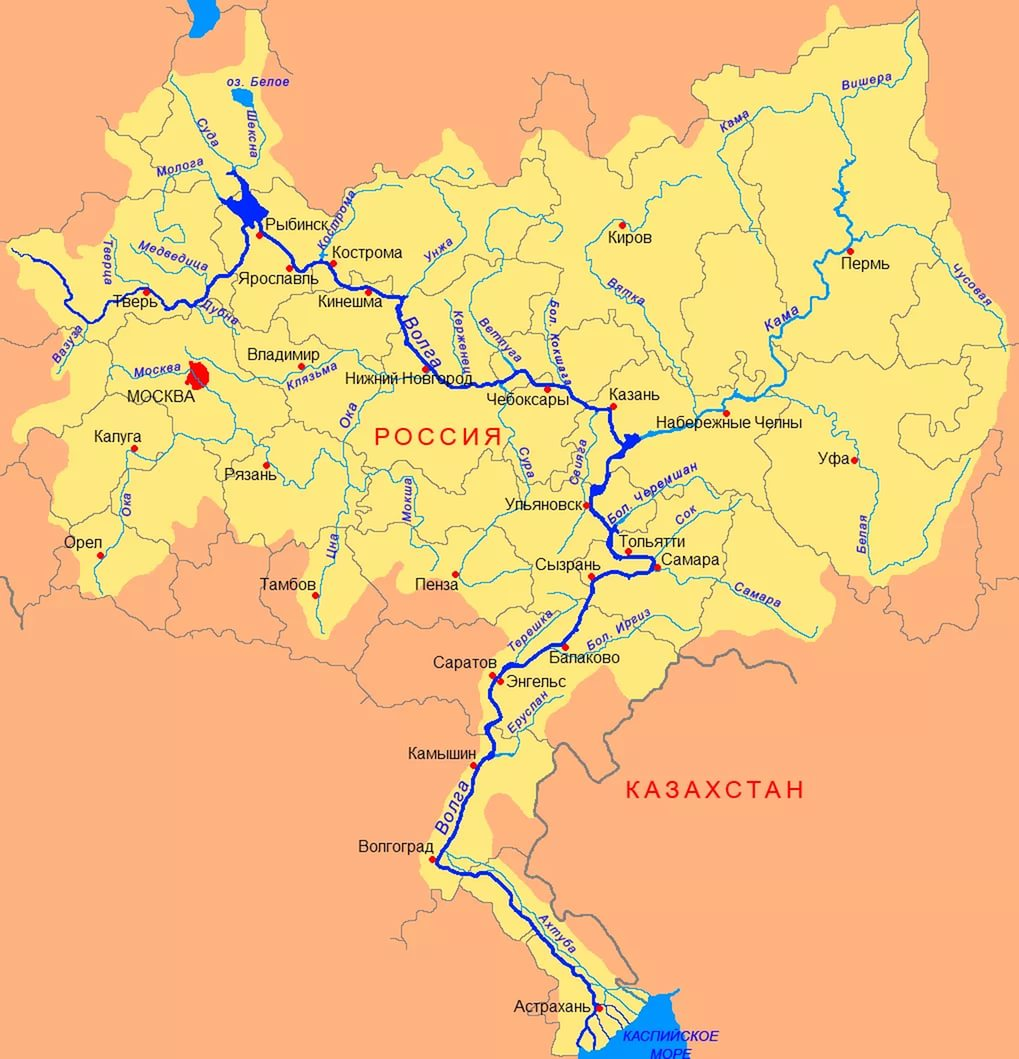 оз. Белое
Вишера
Кама
Суда
Шексна
Молога
Рыбинск
Кострома
Киров
Кострома
Унжа
Тверца
Медведица
Ярославль
Пермь
Чусовая
Тверь
Дубна
Кинешма
Вятка
Кама
Вазуза
Волга
Керженец
Ветлуга
Бол. Кокшага
Москва
Владимир
Клязьма
Нижний Новгород
МОСКВА
Чебоксары
Казань
Набережные Челны
Ока
РОССИЯ
Калуга
Рязань
Сура
Свияга
Уфа
Ока
Мокша
Ульяновск
Бол. Черемшан
Сок
Белая
Орел
Цна
Тольятти
Самара
Тамбов
Пенза
Сызрань
Самара
Терешка
Бол. Иргиз
Балаково
Саратов
Энгельс
Еруслан
Камышин
КАЗАХСТАН
Волга
Волгоград
Ахтуба
Астрахань
КАСПИЙСКОЕ
МОРЕ